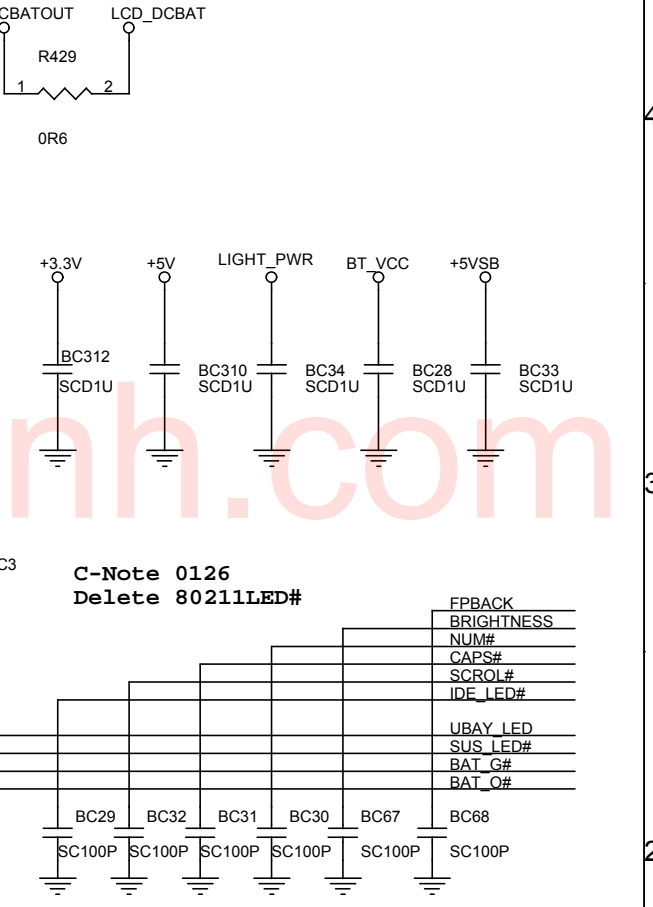 CBATOUT
LCD_DCBAT
R429
1 2
0R6
4
+3.3V
+5V
LIGHT_PWR
BT_VCC
+5VSB
BC312
SCD1U
BC310
SCD1U
BC34
SCD1U
BC28
SCD1U
BC33
SCD1U
nh.com
3
C3
C-Note 0126
Delete 80211LED#
FPBACK
BRIGHTNESS
NUM#
CAPS#
SCROL#
IDE_LED#
UBAY_LED
SUS_LED#
BAT_G#
BAT_O#
BC29
SC100P
BC32
SC100P
BC31
SC100P
BC30
SC100P
BC67
SC100P
BC68
SC100P
2